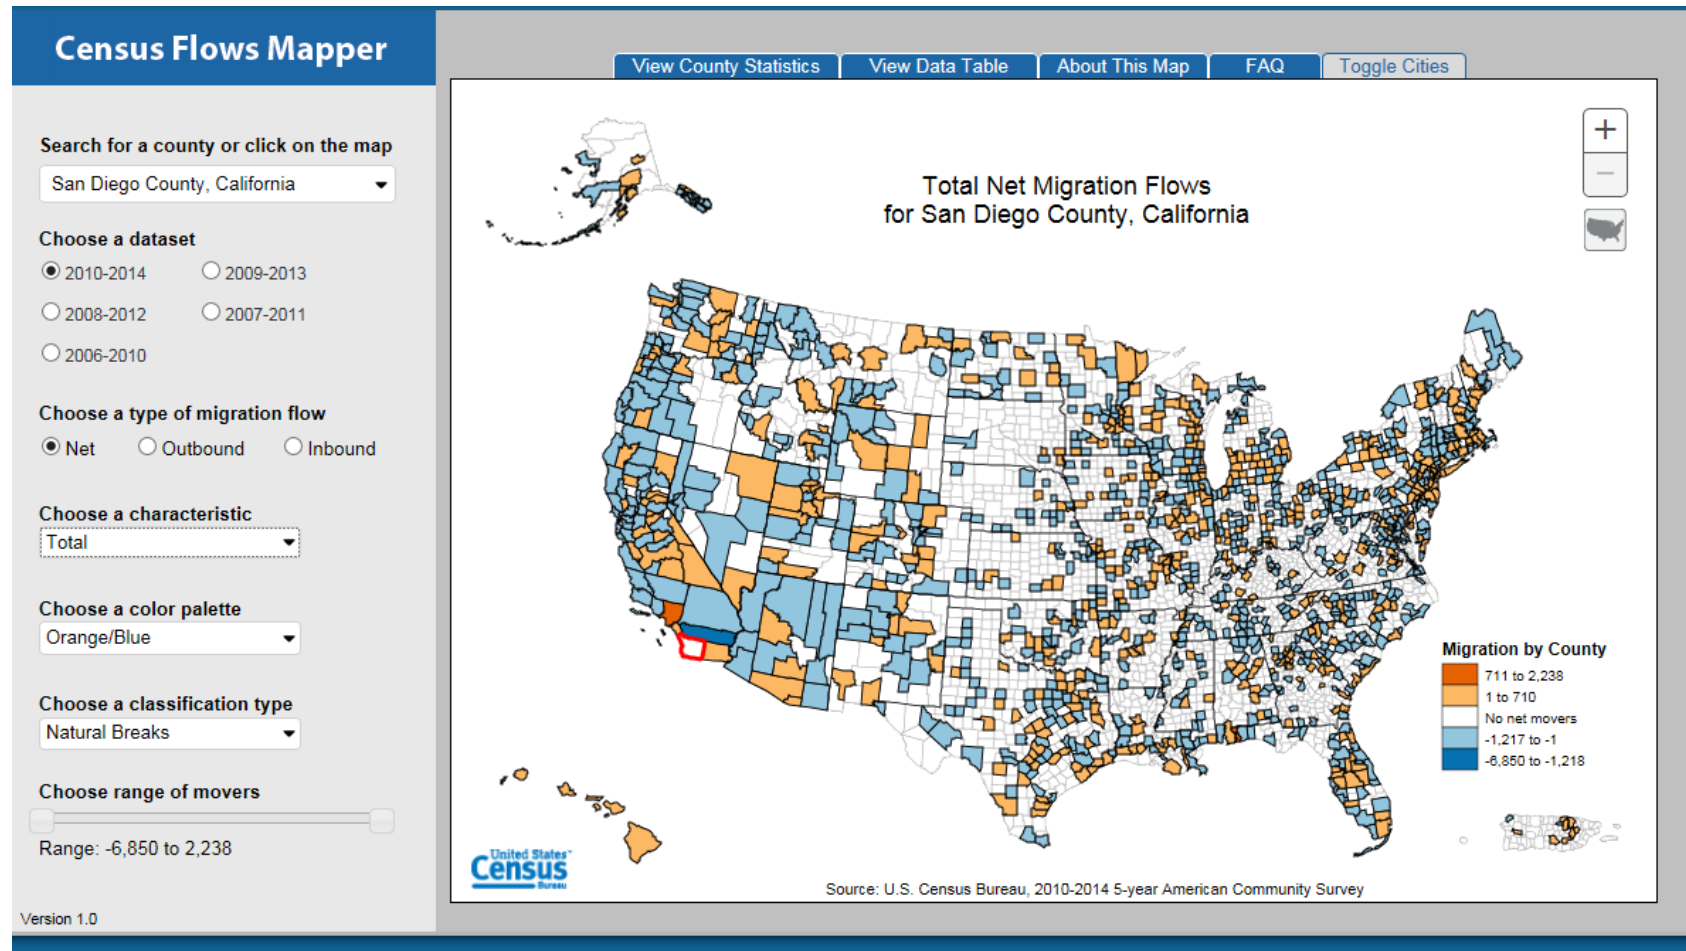 Census Flows Mapper
View County Statistics
View Data Table
About This Map
FAQ
Toggle Cities
Search for a county or click on the map
San Diego County, California
Choose a dataset
2010-2014 2009-2013
2008-2012 2007-2011
2006-2010
Choose a type of migration flow
Net Outbound Inbound
Choose a characteristic
Total
Choose a color palette
Orange/Blue
Choose a classification type
Natural Breaks
Choose range of movers
Range: -6,850 to 2,238
Version 1.0
Total Net Migration Flows
for San Diego County, California
+
−
Migration by County
711 to 2,238
1 to 710
No net movers
-1,217 to -1
-6,850 to -1,218
United States™
Census
Bureau
Source: U.S. Census Bureau, 2010-2014 5-year American Community Survey